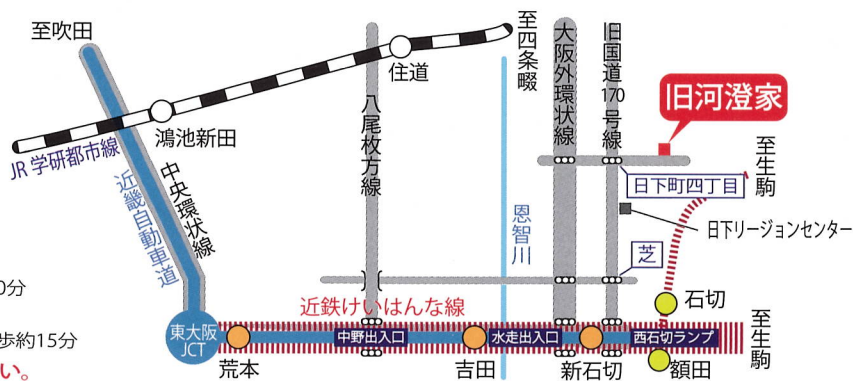 至吹田
住道
至四条畷
大阪外環状線
旧国道170号線
旧河澄家
鴻池新田
八尾枚方線
JR 学研都市線
近畿自動車道
中央環状線
至生駒
日下町四丁目
日下リージョンセンター
恩智川
芝
0分
歩約15分
い。
近鉄けいはんな線
石切
東大阪
JCT
中野出入口
水走出入口
西石切ランプ
至生駒
荒本
吉田
新石切
額田